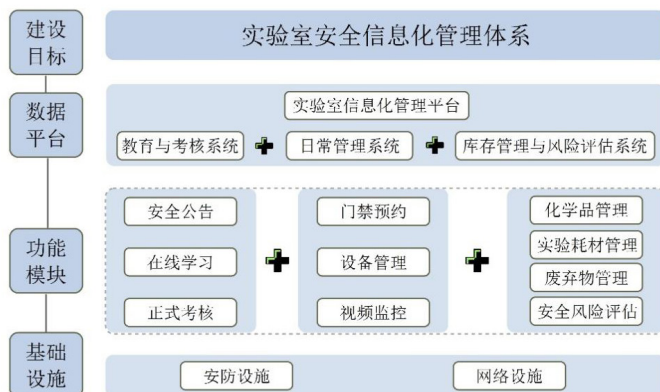 建设
目标
实验室安全信息化管理体系
数据
平台
实验室信息化管理平台
教育与考核系统
日常管理系统
库存管理与风险评估系统
功能
模块
安全公告
在线学习
正式考核
门禁预约
设备管理
视频监控
化学品管理
实验耗材管理
废弃物管理
安全风险评估
基础
设施
安防设施
网络设施